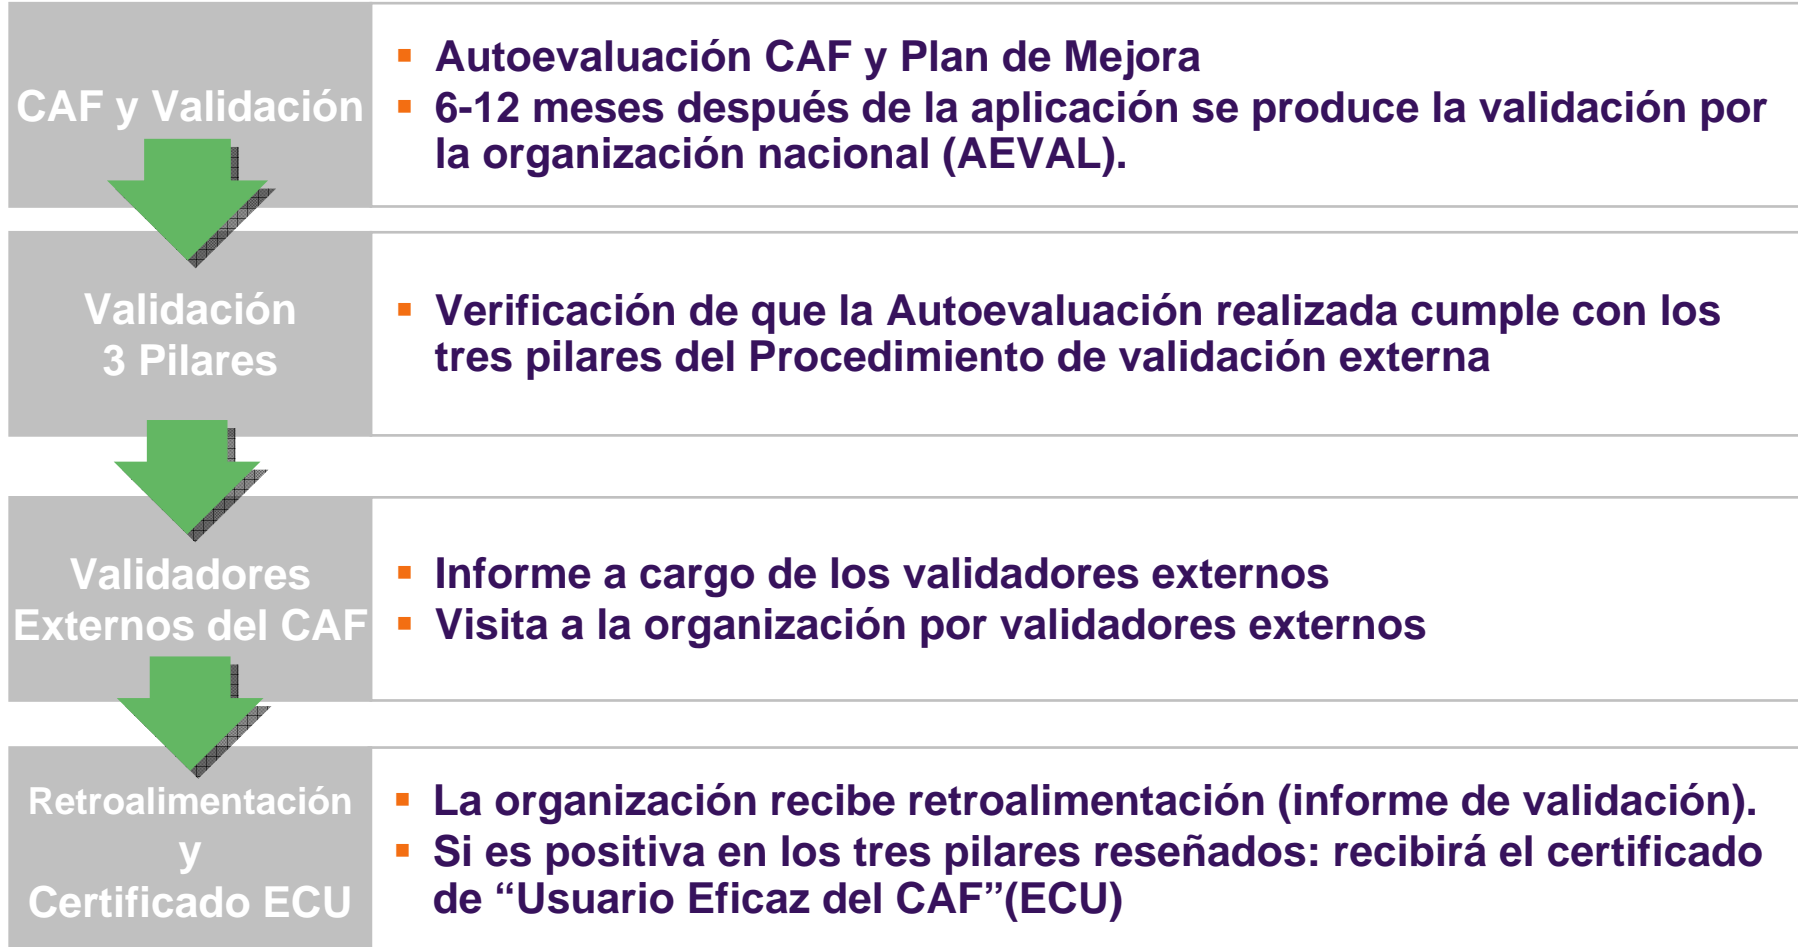 CAF y Validación
▪ Autoevaluación CAF y Plan de Mejora
▪ 6-12 meses después de la aplicación se produce la validación por
la organización nacional (AEVAL).
Validación
3 Pilares
▪ Verificación de que la Autoevaluación realizada cumple con los
tres pilares del Procedimiento de validación externa
Validadores
Externos del CAF
▪ Informe a cargo de los validadores externos
▪ Visita a la organización por validadores externos
Retroalimentación
y
Certificado ECU
▪ La organización recibe retroalimentación (informe de validación).
▪ Si es positiva en los tres pilares reseñados: recibirá el certificado
de “Usuario Eficaz del CAF”(ECU)